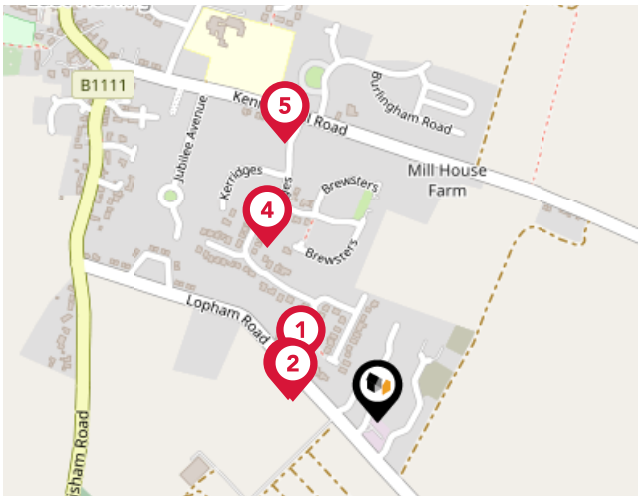 B1111
Jubilee Avenue
5
Burlingham Road
Mill House
Farm
Kerridges
Brewsters
4
Brewsters
Lopham Road
1
2